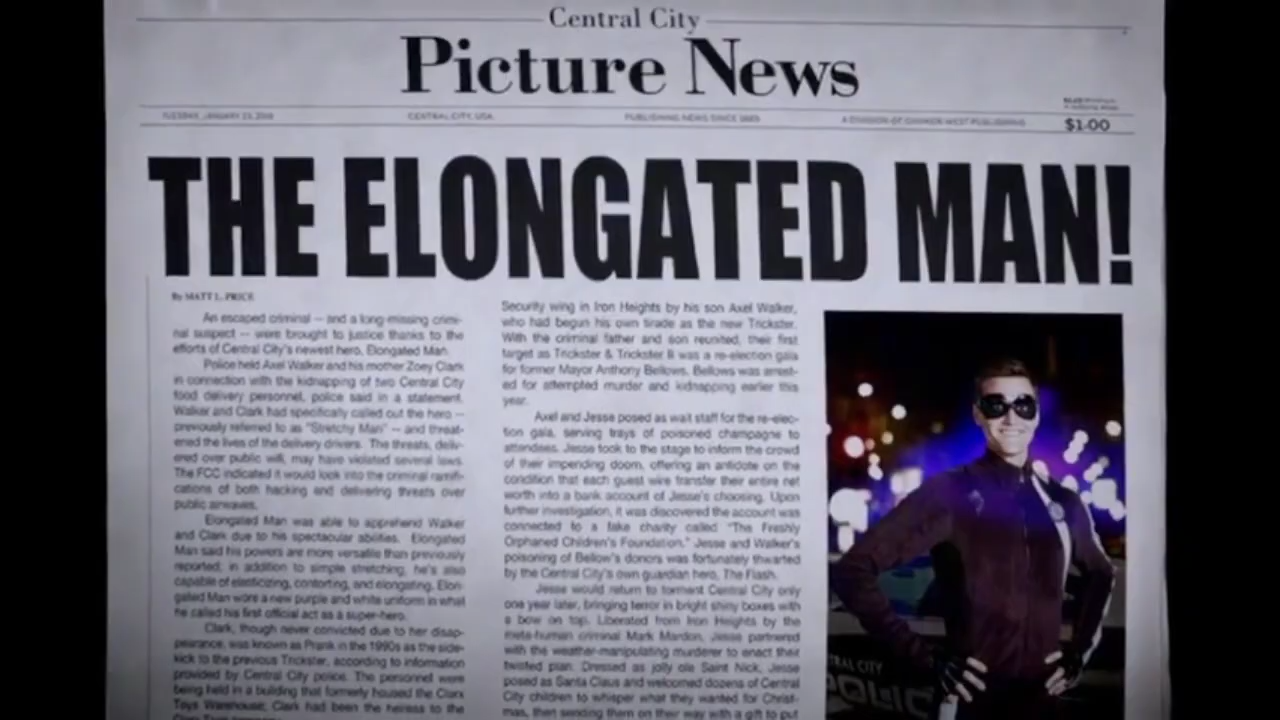 Central City
Picture News
TUESDAY, JANUARY 23, 2018
CENTRAL CITY, USA
PUBLISHING NEWS SINCE
A DIVISION OF WEST PUBLISHING
$1.00
THE ELONGATED MAN!
By MATT L. PRICE
An escaped criminal -- and a long-missing crimi-
nal suspect -- were brought to justice thanks to the
efforts of Central City's newest hero, Elongated Man.
Police held Axel Walker and his mother Zoey Clark
in connection with the kidnapping of two Central City
food delivery personnel, police said in a statement.
Walker and Clark had specifically called out the hero --
previously referred to as "Stretchy Man" -- and threat-
ened the lives of the delivery drivers. The threats, deliv-
ered over public wifi, may have violated several laws.
The FCC indicated it would look into the criminal ramifi-
cations of both hacking and delivering threats over
public airwaves.
Elongated Man was able to apprehend Walker
and Clark due to his spectacular abilities. Elongated
Man said his powers are more versatile than previously
reported; in addition to simple stretching, he's also
capable of elasticizing, contorting, and elongating. Elon-
gated Man wore a new purple and white uniform in what
he called his first official act as a super-hero.
Clark, though never convicted due to her disap-
pearance, was known as Prank in the 1990s as the side-
kick to the previous Trickster, according to information
provided by Central City police. The personnel were
being held in a building that formerly housed the Clark
Toys Warehouse; Clark had been the heiress to the
Security wing in Iron Heights by his son Axel Walker,
who had begun his own tirade as the new Trickster.
With the criminal father and son reunited, their first
target as Trickster & Trickster II was a re-election gala
for former Mayor Anthony Bellows. Bellows was arrest-
ed for attempted murder and kidnapping earlier this
year.
Axel and Jesse posed as wait staff for the re-elec-
tion gala, serving trays of poisoned champagne to
attendees. Jesse took to the stage to inform the crowd
of their impending doom, offering an antidote on the
condition that each guest wire transfer their entire net
worth into a bank account of Jesse's choosing. Upon
further investigation, it was discovered the account was
connected to a fake charity called "The Freshly
Orphaned Children's Foundation." Jesse and Walker's
poisoning of Bellow's donors was fortunately thwarted
by the Central City's own guardian hero, The Flash.
Jesse would return to torment Central City only
one year later, bringing terror in bright shiny boxes with
a bow on top. Liberated from Iron Heights by the
meta-human criminal Mark Mardon, Jesse partnered
with the weather-manipulating murderer to enact their
twisted plan. Dressed as jolly ole Saint Nick, Jesse
posed as Santa Claus and welcomed dozens of Central
City children to whisper what they wanted for Christ-
mas, then sending them on their way with a gift to put
TRAL CITY
POLIC